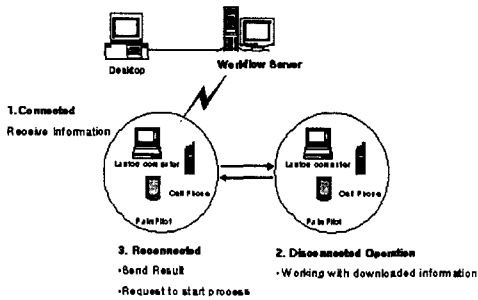 Desktop
Workflow Server
1. Connected
Receive Information
Laptop computer
Cell Phone
PalmPilot
Laptop computer
Cell Phone
PalmPilot
3. Reconnected
•Send Result
•Request to start process
2. Disconnected Operation
•Working with downloaded information